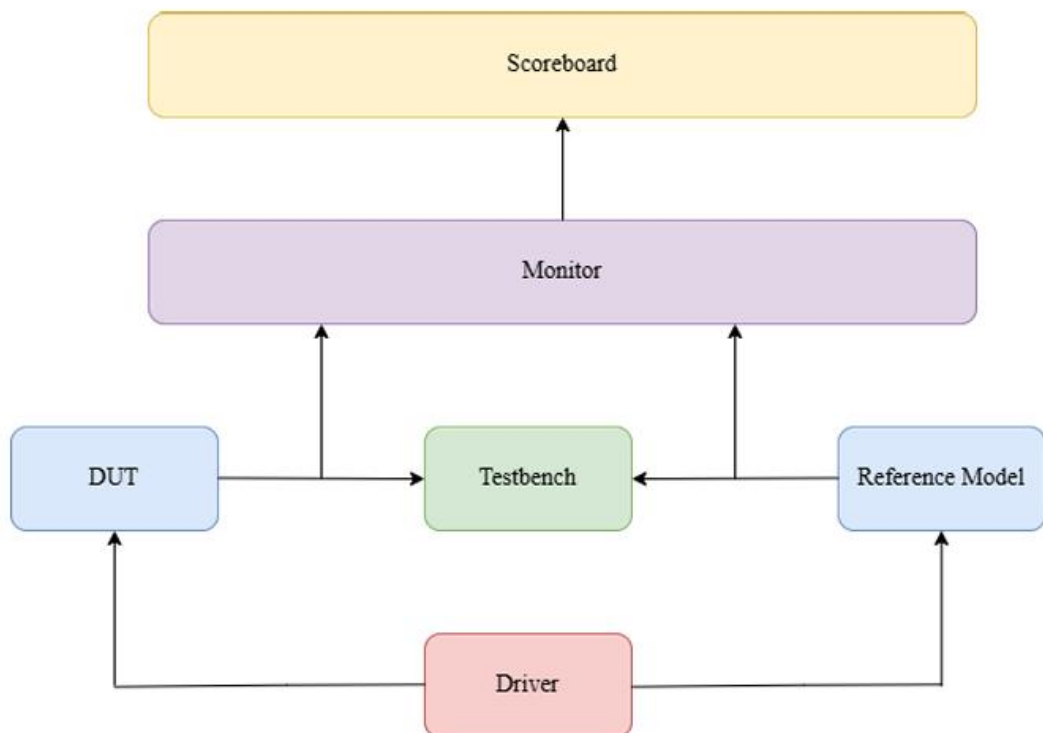 Scoreboard
Monitor
DUT
Testbench
Reference Model
Driver